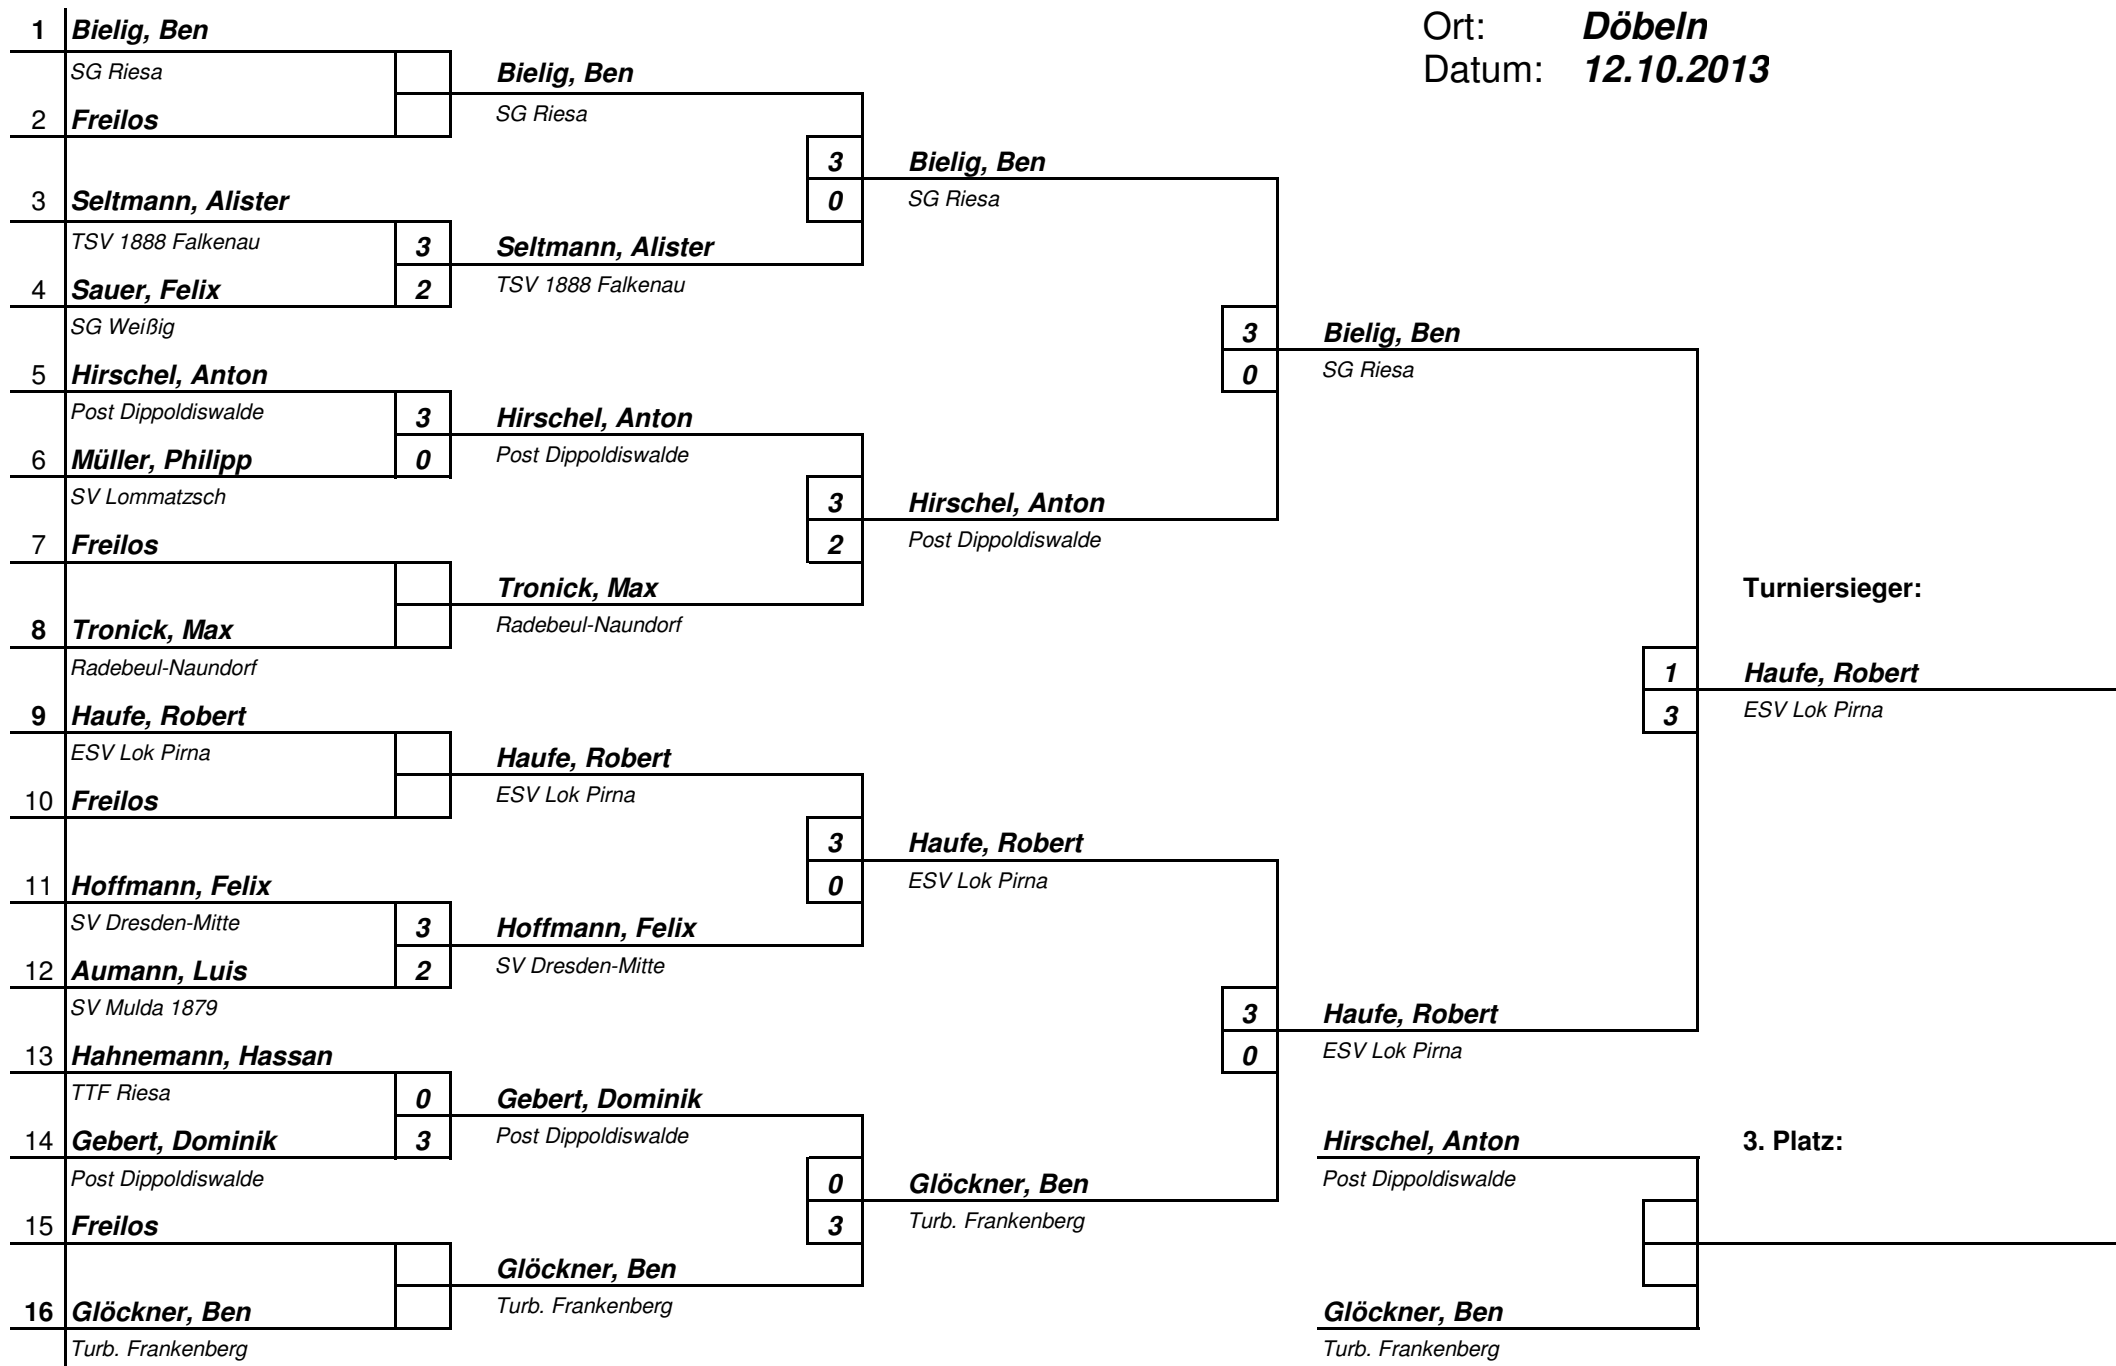 Ort: Döbeln
Datum: 12.10.2013
1 Bielig, Ben
SG Riesa
2 Freilos
3 Seltmann, Alister
TSV 1888 Falkenau 3
4 Sauer, Felix 2
SG Weißig
5 Hirschel, Anton
Post Dippoldiswalde 3
6 Müller, Philipp 0
SV Lommatzsch
7 Freilos
8 Tronick, Max
Radebeul-Naundorf
9 Haufe, Robert
ESV Lok Pirna
10 Freilos
11 Hoffmann, Felix
SV Dresden-Mitte 3
12 Aumann, Luis 2
SV Mulda 1879
13 Hahnemann, Hassan
TTF Riesa 0
14 Gebert, Dominik 3
Post Dippoldiswalde
15 Freilos
16 Glöckner, Ben
Turb. Frankenberg
Bielig, Ben
SG Riesa
3
0
Seltmann, Alister
TSV 1888 Falkenau
Hirschel, Anton
Post Dippoldiswalde
3
2
Tronick, Max
Radebeul-Naundorf
Haufe, Robert
ESV Lok Pirna
3
0
Hoffmann, Felix
SV Dresden-Mitte
Gebert, Dominik
Post Dippoldiswalde
0
3
Glöckner, Ben
Turb. Frankenberg
Bielig, Ben
SG Riesa
3
0
Hirschel, Anton
Post Dippoldiswalde
Haufe, Robert
ESV Lok Pirna
3
0
Glöckner, Ben
Turb. Frankenberg
Bielig, Ben
SG Riesa
1
3
Haufe, Robert
ESV Lok Pirna
Turniersieger:
Haufe, Robert
ESV Lok Pirna
Hirschel, Anton
Post Dippoldiswalde
3. Platz:
Glöckner, Ben
Turb. Frankenberg